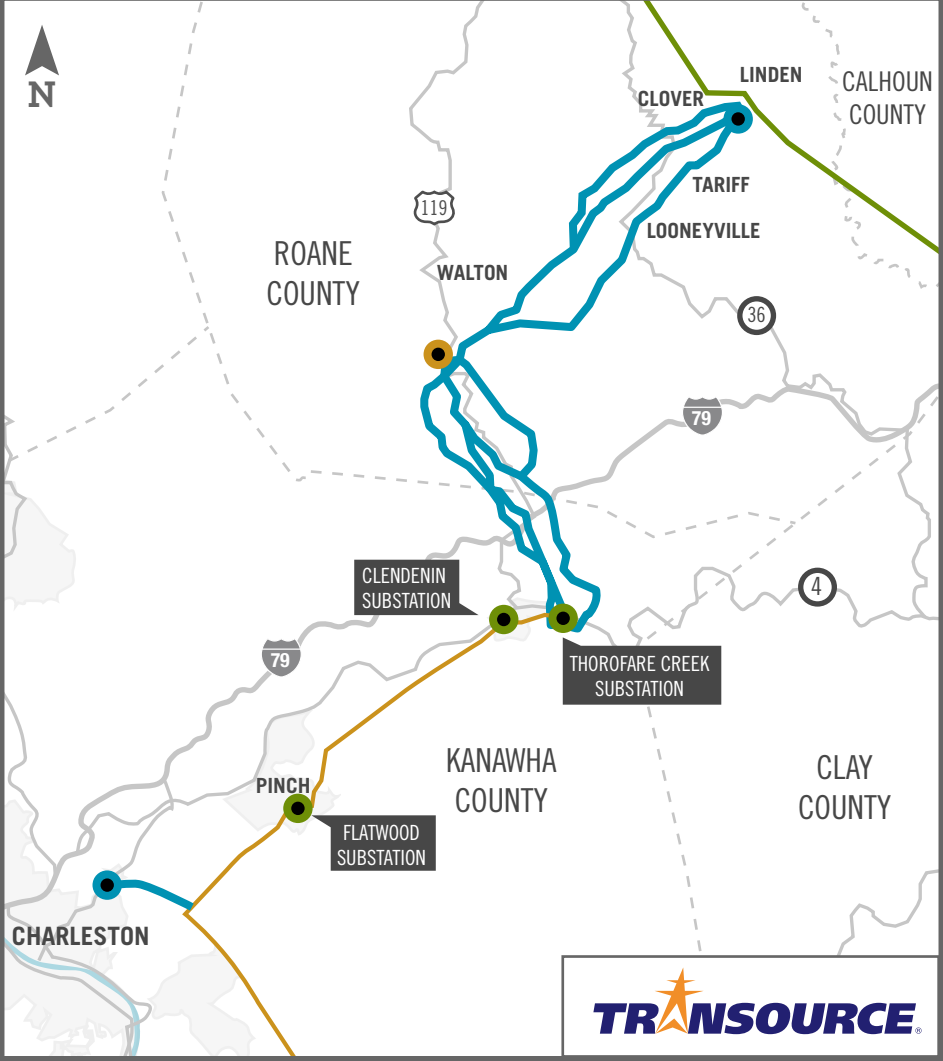 N
LINDEN
CLOVER
CALHOUN
COUNTY
TARIFF
119
LOONEYVILLE
ROANE
COUNTY
WALTON
36
79
CLENDENIN
SUBSTATION
4
79
THOROFARE CREEK
SUBSTATION
KANAWHA
COUNTY
CLAY
COUNTY
PINCH
FLATWOOD
SUBSTATION
CHARLESTON
TRANSOURCE®